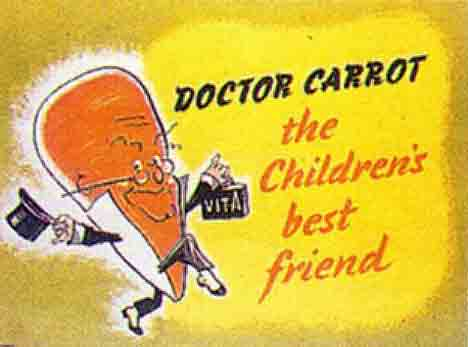 DOCTOR CARROT
the
Children's
best
friend
VITA